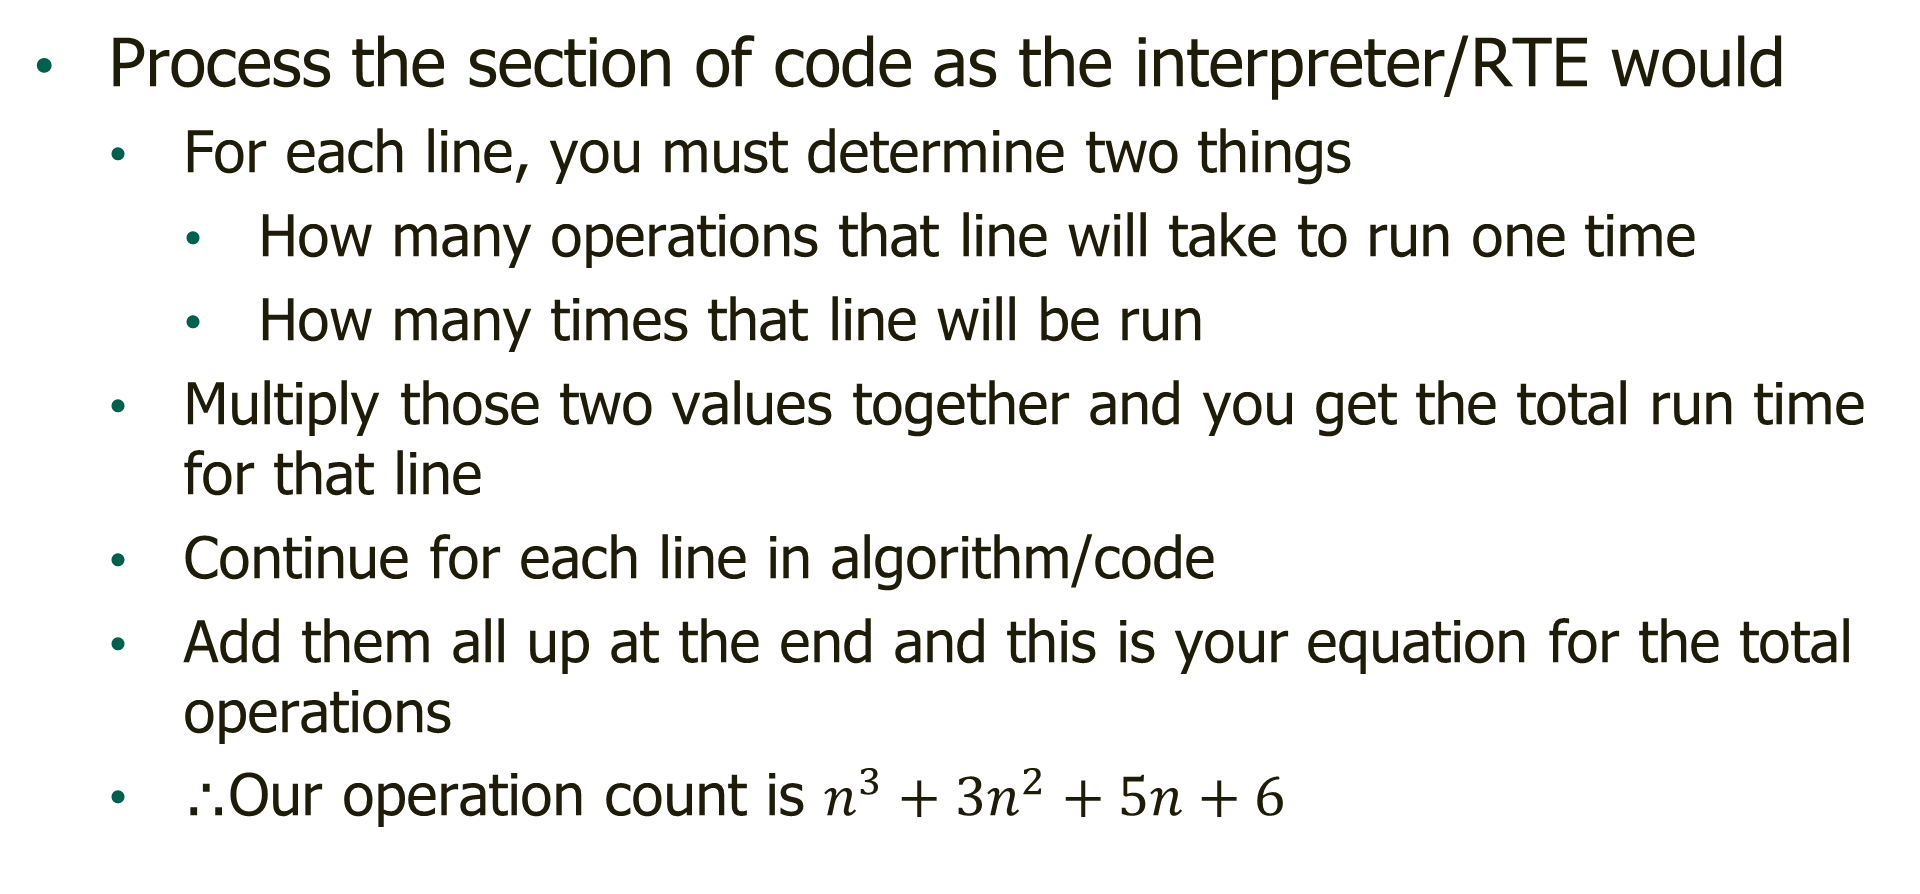 • Process the section of code as the interpreter/RTE would
• For each line, you must determine two things
• How many operations that line will take to run one time
• How many times that line will be run
• Multiply those two values together and you get the total run time
for that line
• Continue for each line in algorithm/code
• Add them all up at the end and this is your equation for the total
operations
• ∴Our operation count is n³ + 3n² + 5n + 6